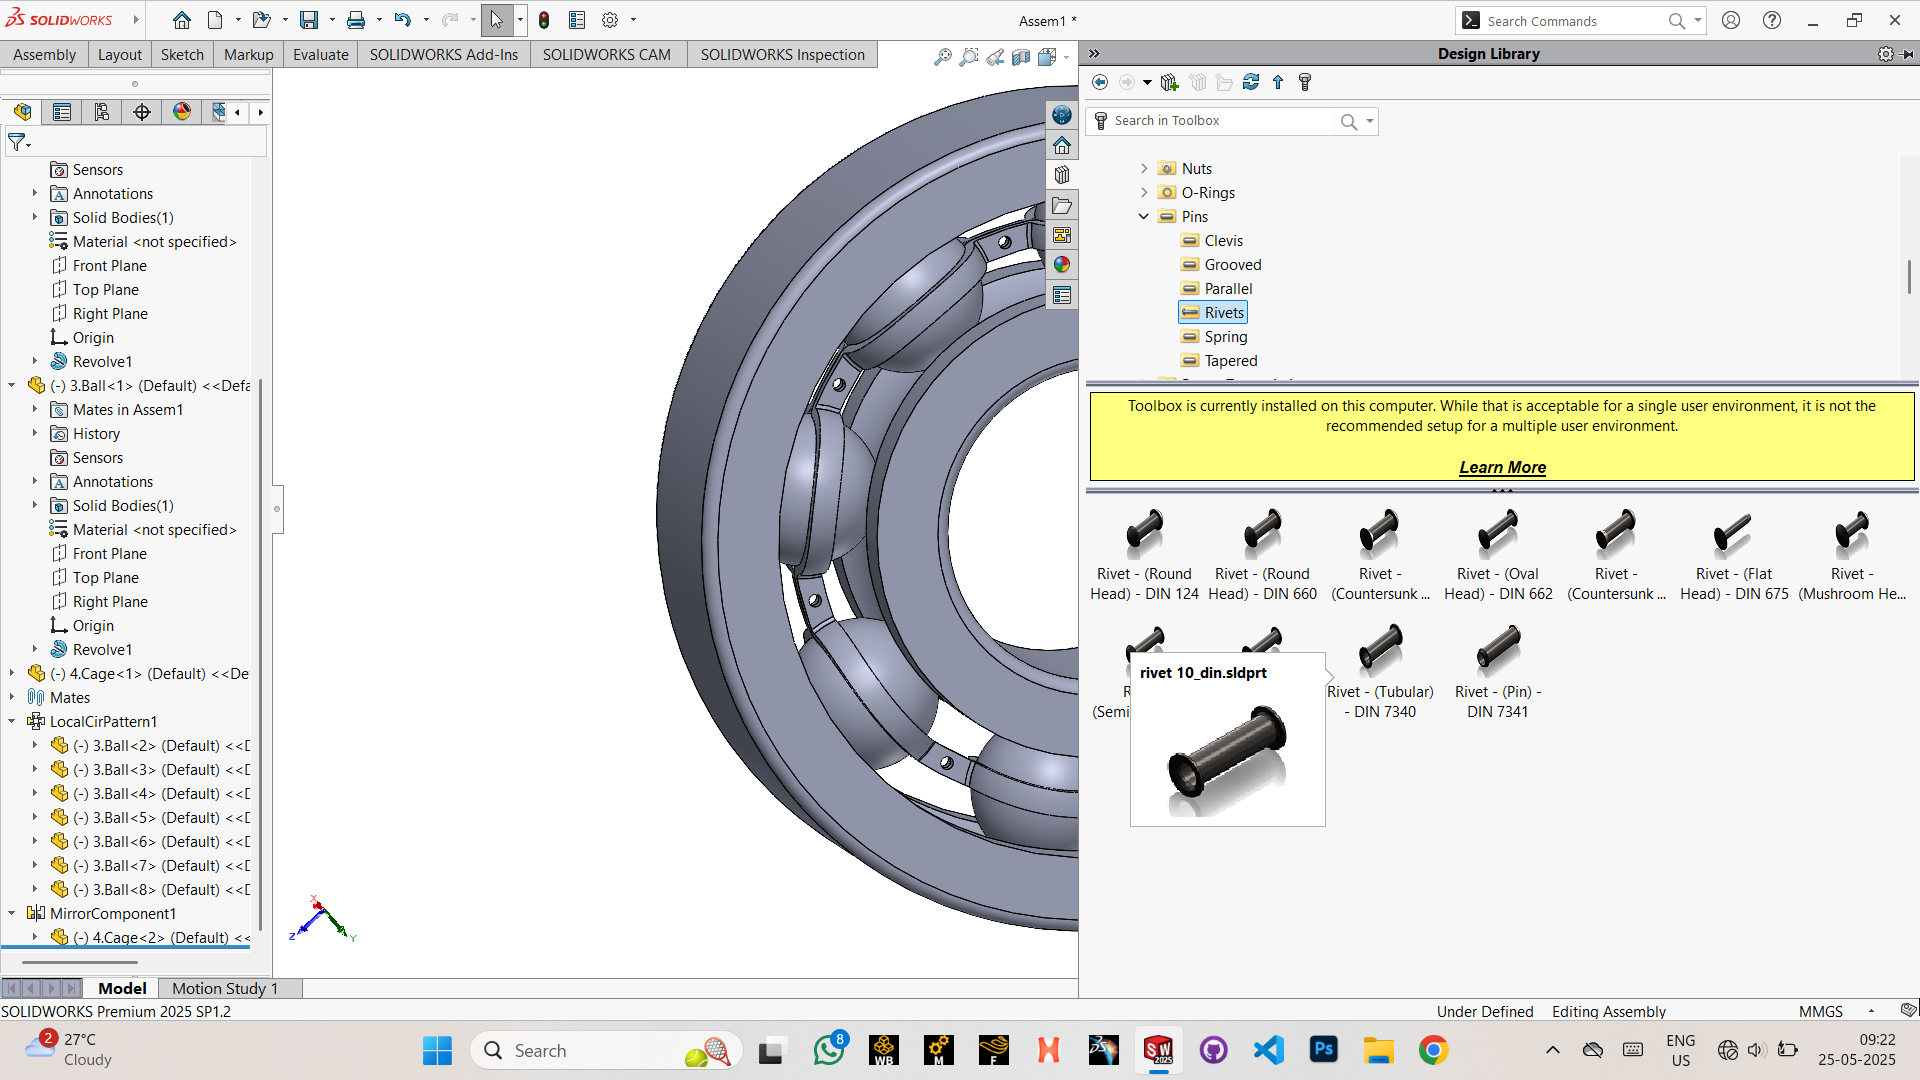 SOLIDWORKS
Assem1 *
Search Commands
Assembly
Layout
Sketch
Markup
Evaluate
SOLIDWORKS Add-Ins
SOLIDWORKS CAM
SOLIDWORKS Inspection
Design Library
Search in Toolbox
Sensors
Annotations
Solid Bodies(1)
Material <not specified>
Front Plane
Top Plane
Right Plane
Origin
Revolve1
(-) 3.Ball<1> (Default) <<Defa
Mates in Assem1
History
Sensors
Annotations
Solid Bodies(1)
Material <not specified>
Front Plane
Top Plane
Right Plane
Origin
Revolve1
(-) 4.Cage<1> (Default) <<De
Mates
LocalCirPattern1
(-) 3.Ball<2> (Default) <<D
(-) 3.Ball<3> (Default) <<D
(-) 3.Ball<4> (Default) <<D
(-) 3.Ball<5> (Default) <<D
(-) 3.Ball<6> (Default) <<D
(-) 3.Ball<7> (Default) <<D
(-) 3.Ball<8> (Default) <<D
MirrorComponent1
(-) 4.Cage<2> (Default) <<
X
Z
Y
Nuts
O-Rings
Pins
Clevis
Grooved
Parallel
Rivets
Spring
Tapered
Toolbox is currently installed on this computer. While that is acceptable for a single user environment, it is not the
recommended setup for a multiple user environment.
Learn More
Rivet - (Round
Head) - DIN 124
Rivet - (Round
Head) - DIN 660
Rivet -
(Countersunk ...
Rivet - (Oval
Head) - DIN 662
Rivet -
(Countersunk ...
Rivet - (Flat
Head) - DIN 675
Rivet -
(Mushroom He...
R
(Semi
rivet 10_din.sldprt
Rivet - (Tubular)
- DIN 7340
Rivet - (Pin) -
DIN 7341
Model
Motion Study 1
SOLIDWORKS Premium 2025 SP1.2
Under Defined
Editing Assembly
MMGS
2
27°C
Cloudy
Search
8
WB
M
F
SW
2025
Ps
ENG
US
09:22
25-05-2025